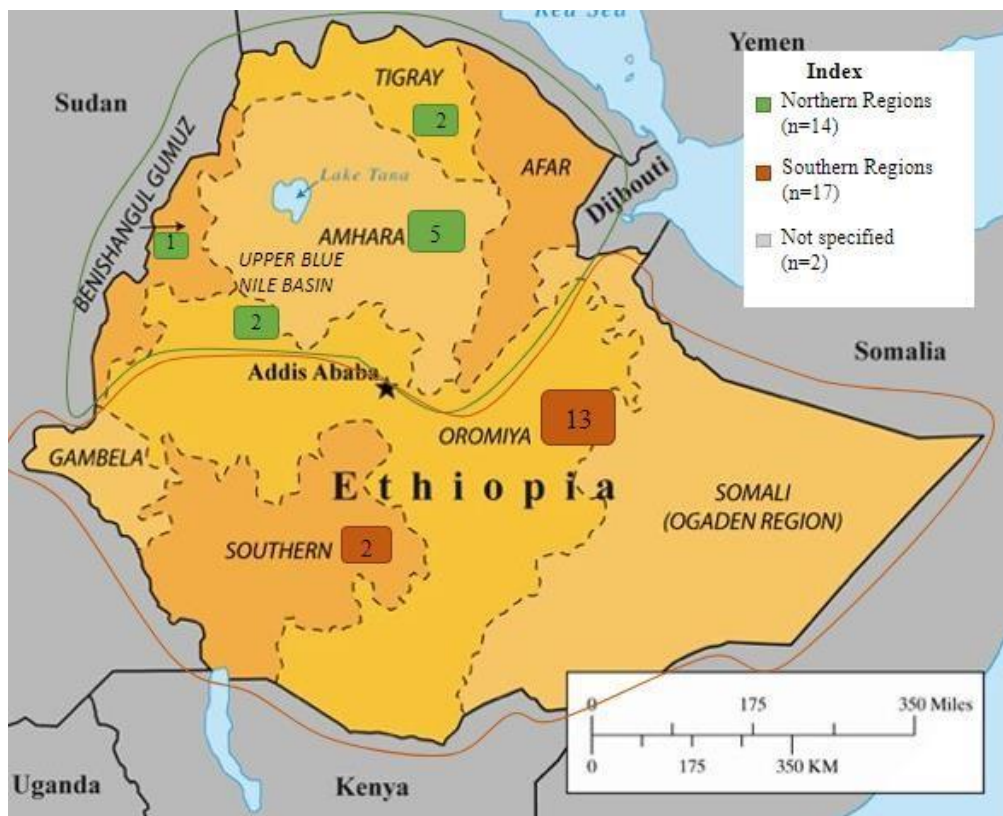 Red Sea
Yemen
Index
Northern Regions
(n=14)
Southern Regions
(n=17)
Not specified
(n=2)
Sudan
TIGRAY
2
AFAR
Djibouti
BENISHANGUL GUMUZ
1
Lake Tana
AMHARA
5
UPPER BLUE
NILE BASIN
2
Addis Ababa
Somalia
OROMIYA
13
GAMBELA
Ethiopia
SOMALI
(OGADEN REGION)
SOUTHERN
2
0 175 350 Miles
0 175 350 KM
Uganda
Kenya